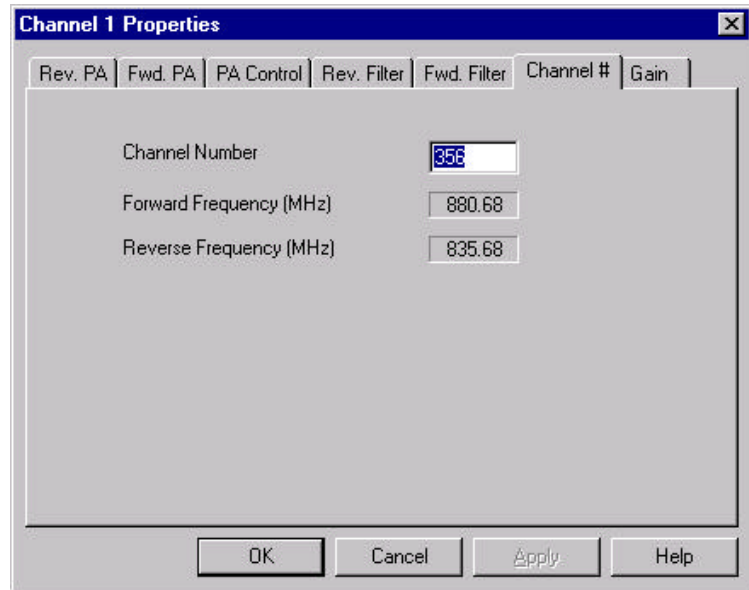 Channel 1 Properties
Rev. PA Fwd. PA PA Control Rev. Filter Fwd. Filter Channel # Gain
Channel Number 356
Forward Frequency (MHz) 880.68
Reverse Frequency (MHz) 835.68
OK Cancel Apply Help